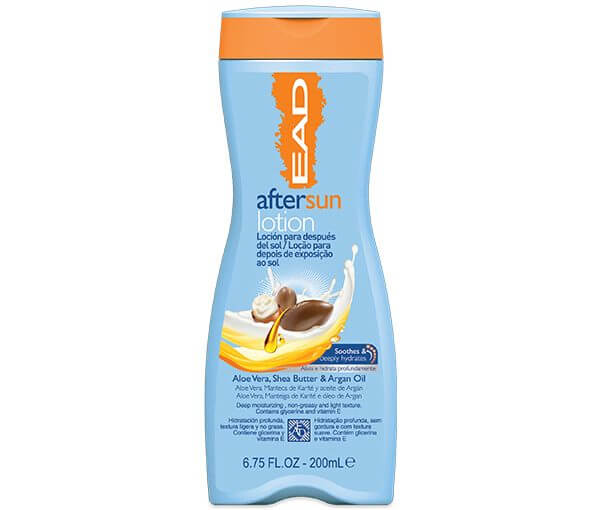 EAD
aftersun
lotion
Loción para después
del sol / Loção para
depois de exposição
ao sol
Soothes &
Deeply hydrates
Alivia e hidrata profundamente
Aloe Vera, Shea Butter & Argan Oil
Aloe Vera, Manteca de Karité y aceite de Argán
Aloe Vera, Manteiga de Karité e óleo de Argan
Deep moisturizing, non-greasy and light texture.
Contains glycerine and vitamin E
Hidratación profunda,
textura ligera y no grasa.
Contiene glicerina y
vitamina E
Hidratação profunda, sem
gordura e com textura
suave. Contém glicerina
e vitamina E
6.75 FL.OZ - 200mL℮